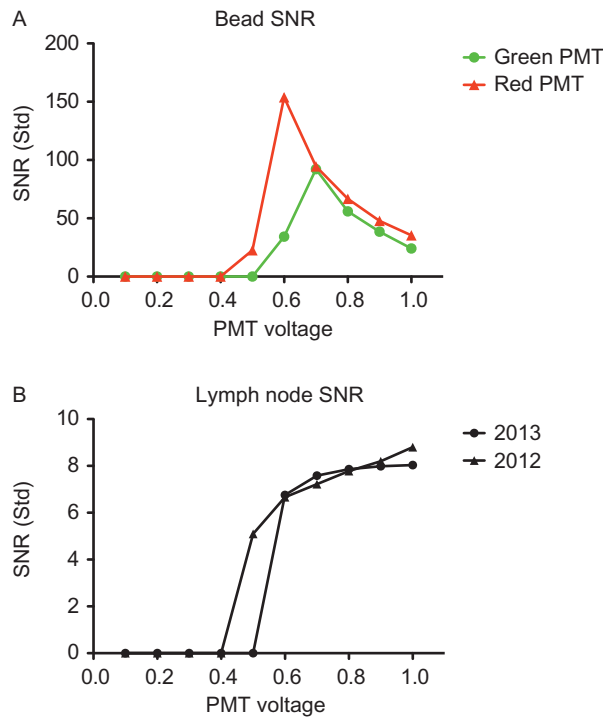 A
Bead SNR
200
150
100
50
0
SNR (Std)
0.0 0.2 0.4 0.6 0.8 1.0
PMT voltage
Green PMT
Red PMT
B
Lymph node SNR
10
8
6
4
2
0
SNR (Std)
0.0 0.2 0.4 0.6 0.8 1.0
PMT voltage
2013
2012